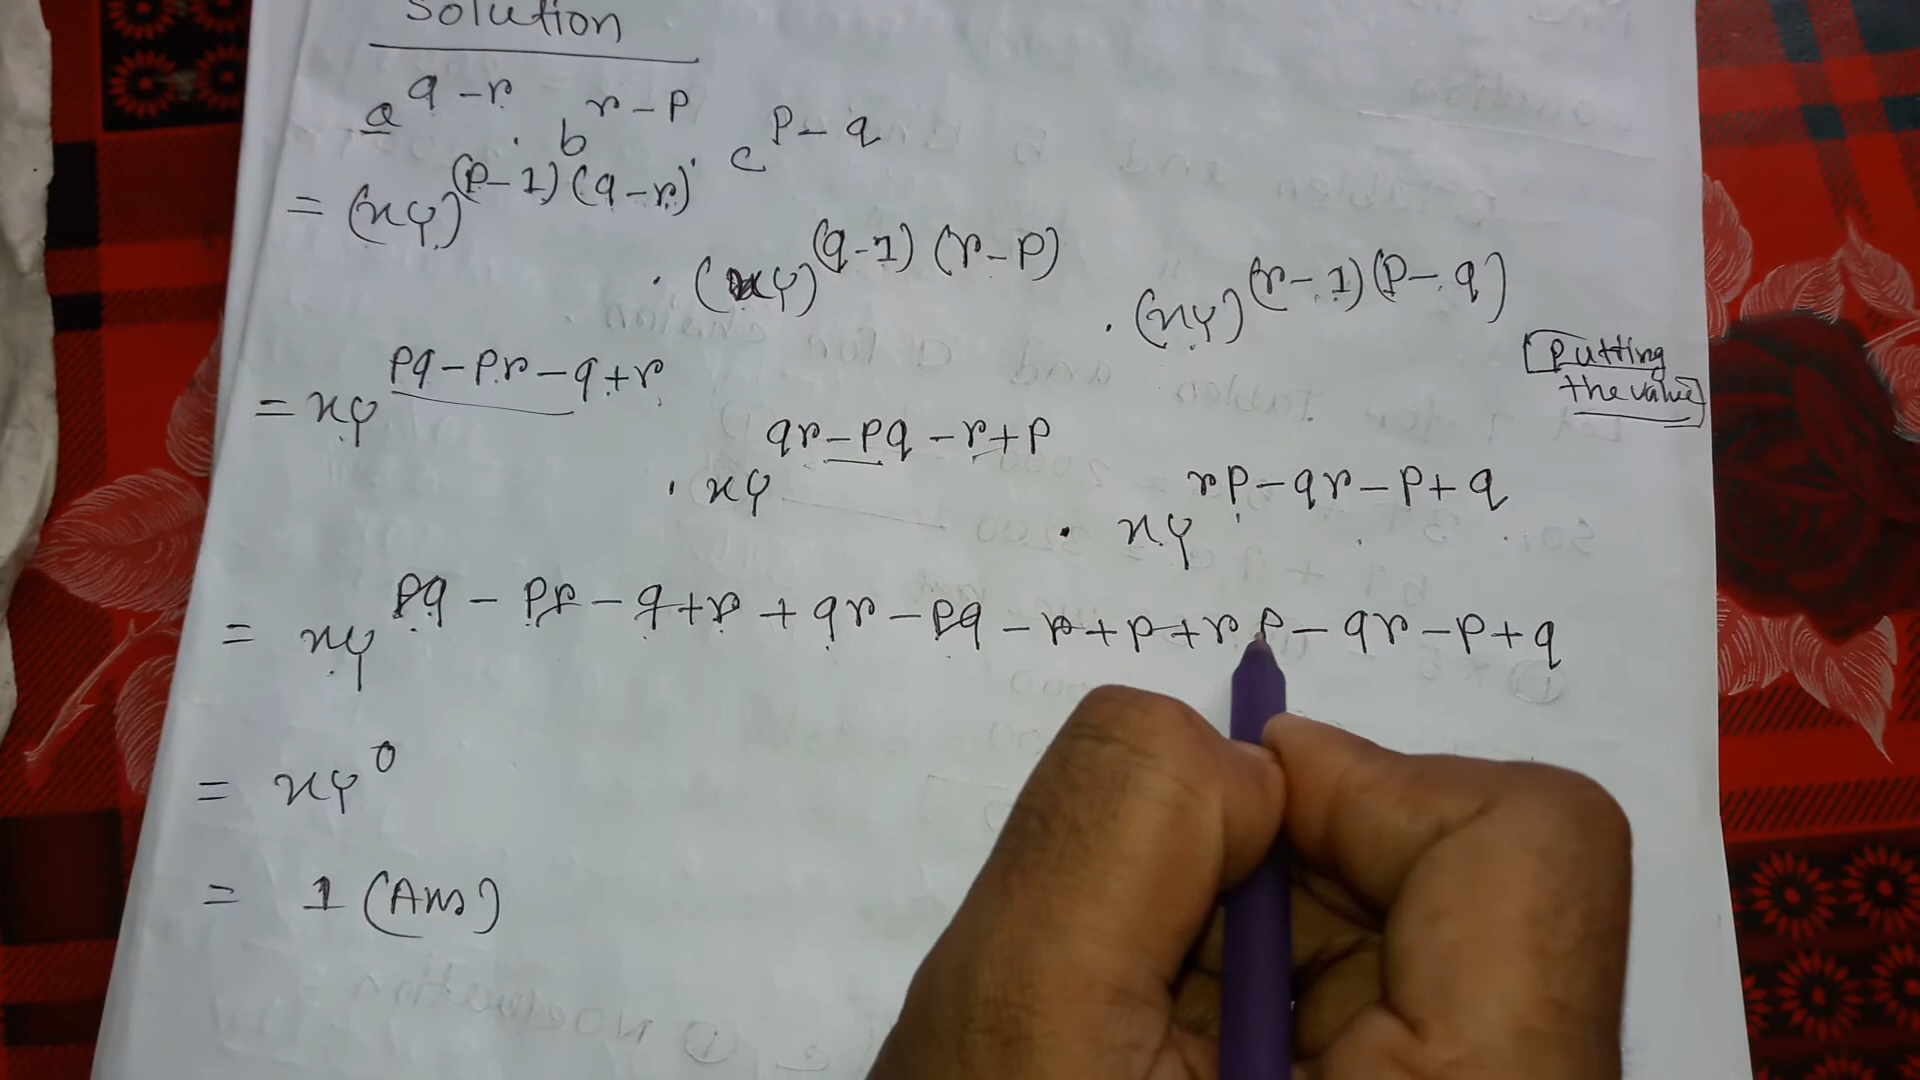 Solution
a^(q-r) . b^(r-p) . c^(p-q)
= (xy)^((p-1)(q-r)) . (xy)^((q-1)(r-p)) . (xy)^((r-1)(p-q))
[Putting
the value]
= xy^(pq-pr-q+r) . xy^(qr-pq-r+p) . xy^(rp-qr-p+q)
= xy^(pq-pr-q+r+qr-pq-r+p+rp-qr-p+q)
= xy^0
= 1 (Ans)